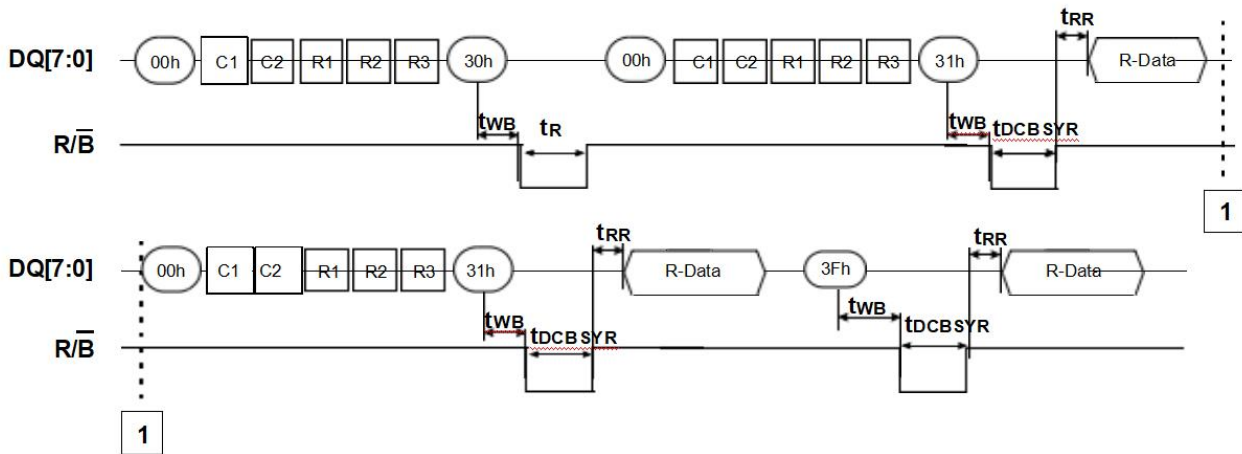 DQ[7:0] 00h C1 C2 R1 R2 R3 30h 00h C1 C2 R1 R2 R3 31h tRR R-Data
R/B tWB tR tWB tDCBSYR
1
DQ[7:0] 00h C1 C2 R1 R2 R3 31h tRR R-Data 3Fh tRR R-Data
R/B tWB tDCBSYR tWB tDCBSYR
1